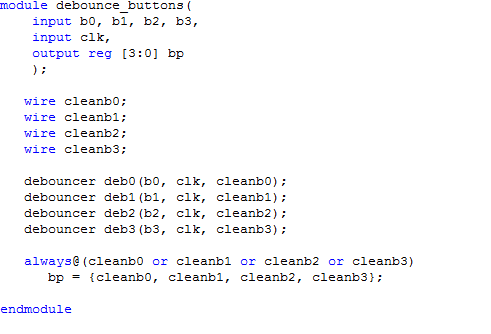 module debounce_buttons(
    input b0, b1, b2, b3,
    input clk,
    output reg [3:0] bp
    );

   wire cleanb0;
   wire cleanb1;
   wire cleanb2;
   wire cleanb3;

   debouncer deb0(b0, clk, cleanb0);
   debouncer deb1(b1, clk, cleanb1);
   debouncer deb2(b2, clk, cleanb2);
   debouncer deb3(b3, clk, cleanb3);

   always@(cleanb0 or cleanb1 or cleanb2 or cleanb3)
      bp = {cleanb0, cleanb1, cleanb2, cleanb3};

endmodule